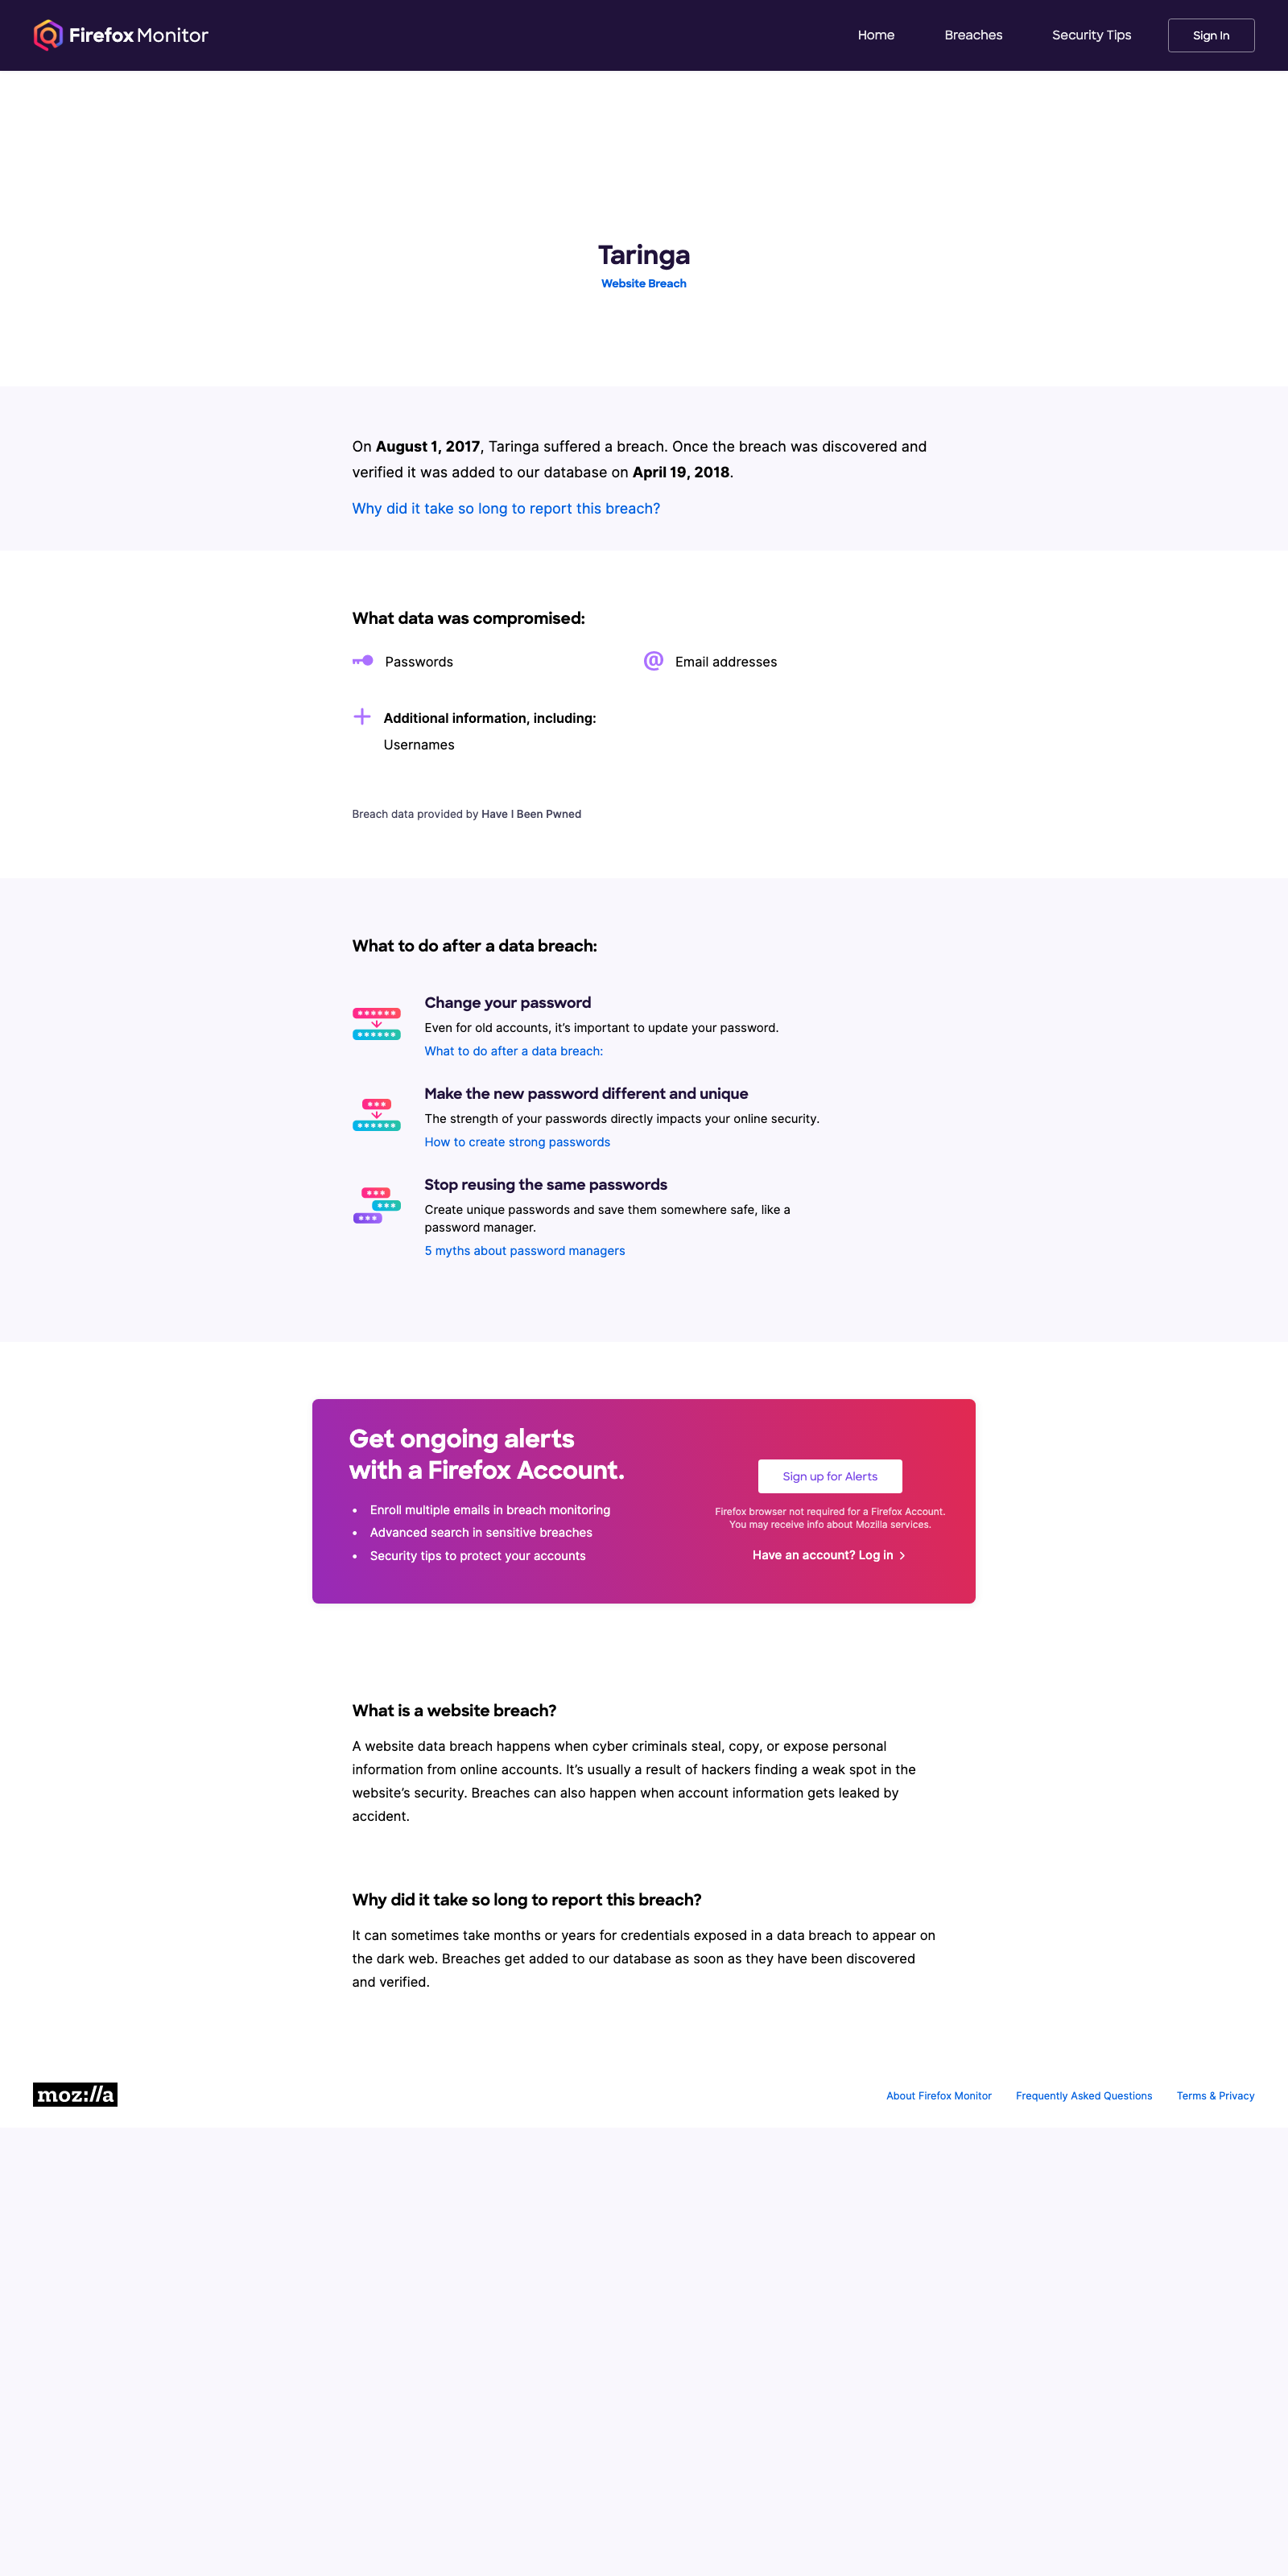 Firefox Monitor
Home
Breaches
Security Tips
Sign In
Taringa
Website Breach
On August 1, 2017, Taringa suffered a breach. Once the breach was discovered and
verified it was added to our database on April 19, 2018.
Why did it take so long to report this breach?
What data was compromised:
Passwords
@ Email addresses
Additional information, including:
Usernames
Breach data provided by Have I Been Pwned
What to do after a data breach:
Change your password
Even for old accounts, it’s important to update your password.
What to do after a data breach:
Make the new password different and unique
The strength of your passwords directly impacts your online security.
How to create strong passwords
Stop reusing the same passwords
Create unique passwords and save them somewhere safe, like a
password manager.
5 myths about password managers
Get ongoing alerts
with a Firefox Account.
• Enroll multiple emails in breach monitoring
• Advanced search in sensitive breaches
• Security tips to protect your accounts
Sign up for Alerts
Firefox browser not required for a Firefox Account.
You may receive info about Mozilla services.
Have an account? Log in
What is a website breach?
A website data breach happens when cyber criminals steal, copy, or expose personal
information from online accounts. It’s usually a result of hackers finding a weak spot in the
website’s security. Breaches can also happen when account information gets leaked by
accident.
Why did it take so long to report this breach?
It can sometimes take months or years for credentials exposed in a data breach to appear on
the dark web. Breaches get added to our database as soon as they have been discovered
and verified.
moz://a
About Firefox Monitor
Frequently Asked Questions
Terms & Privacy